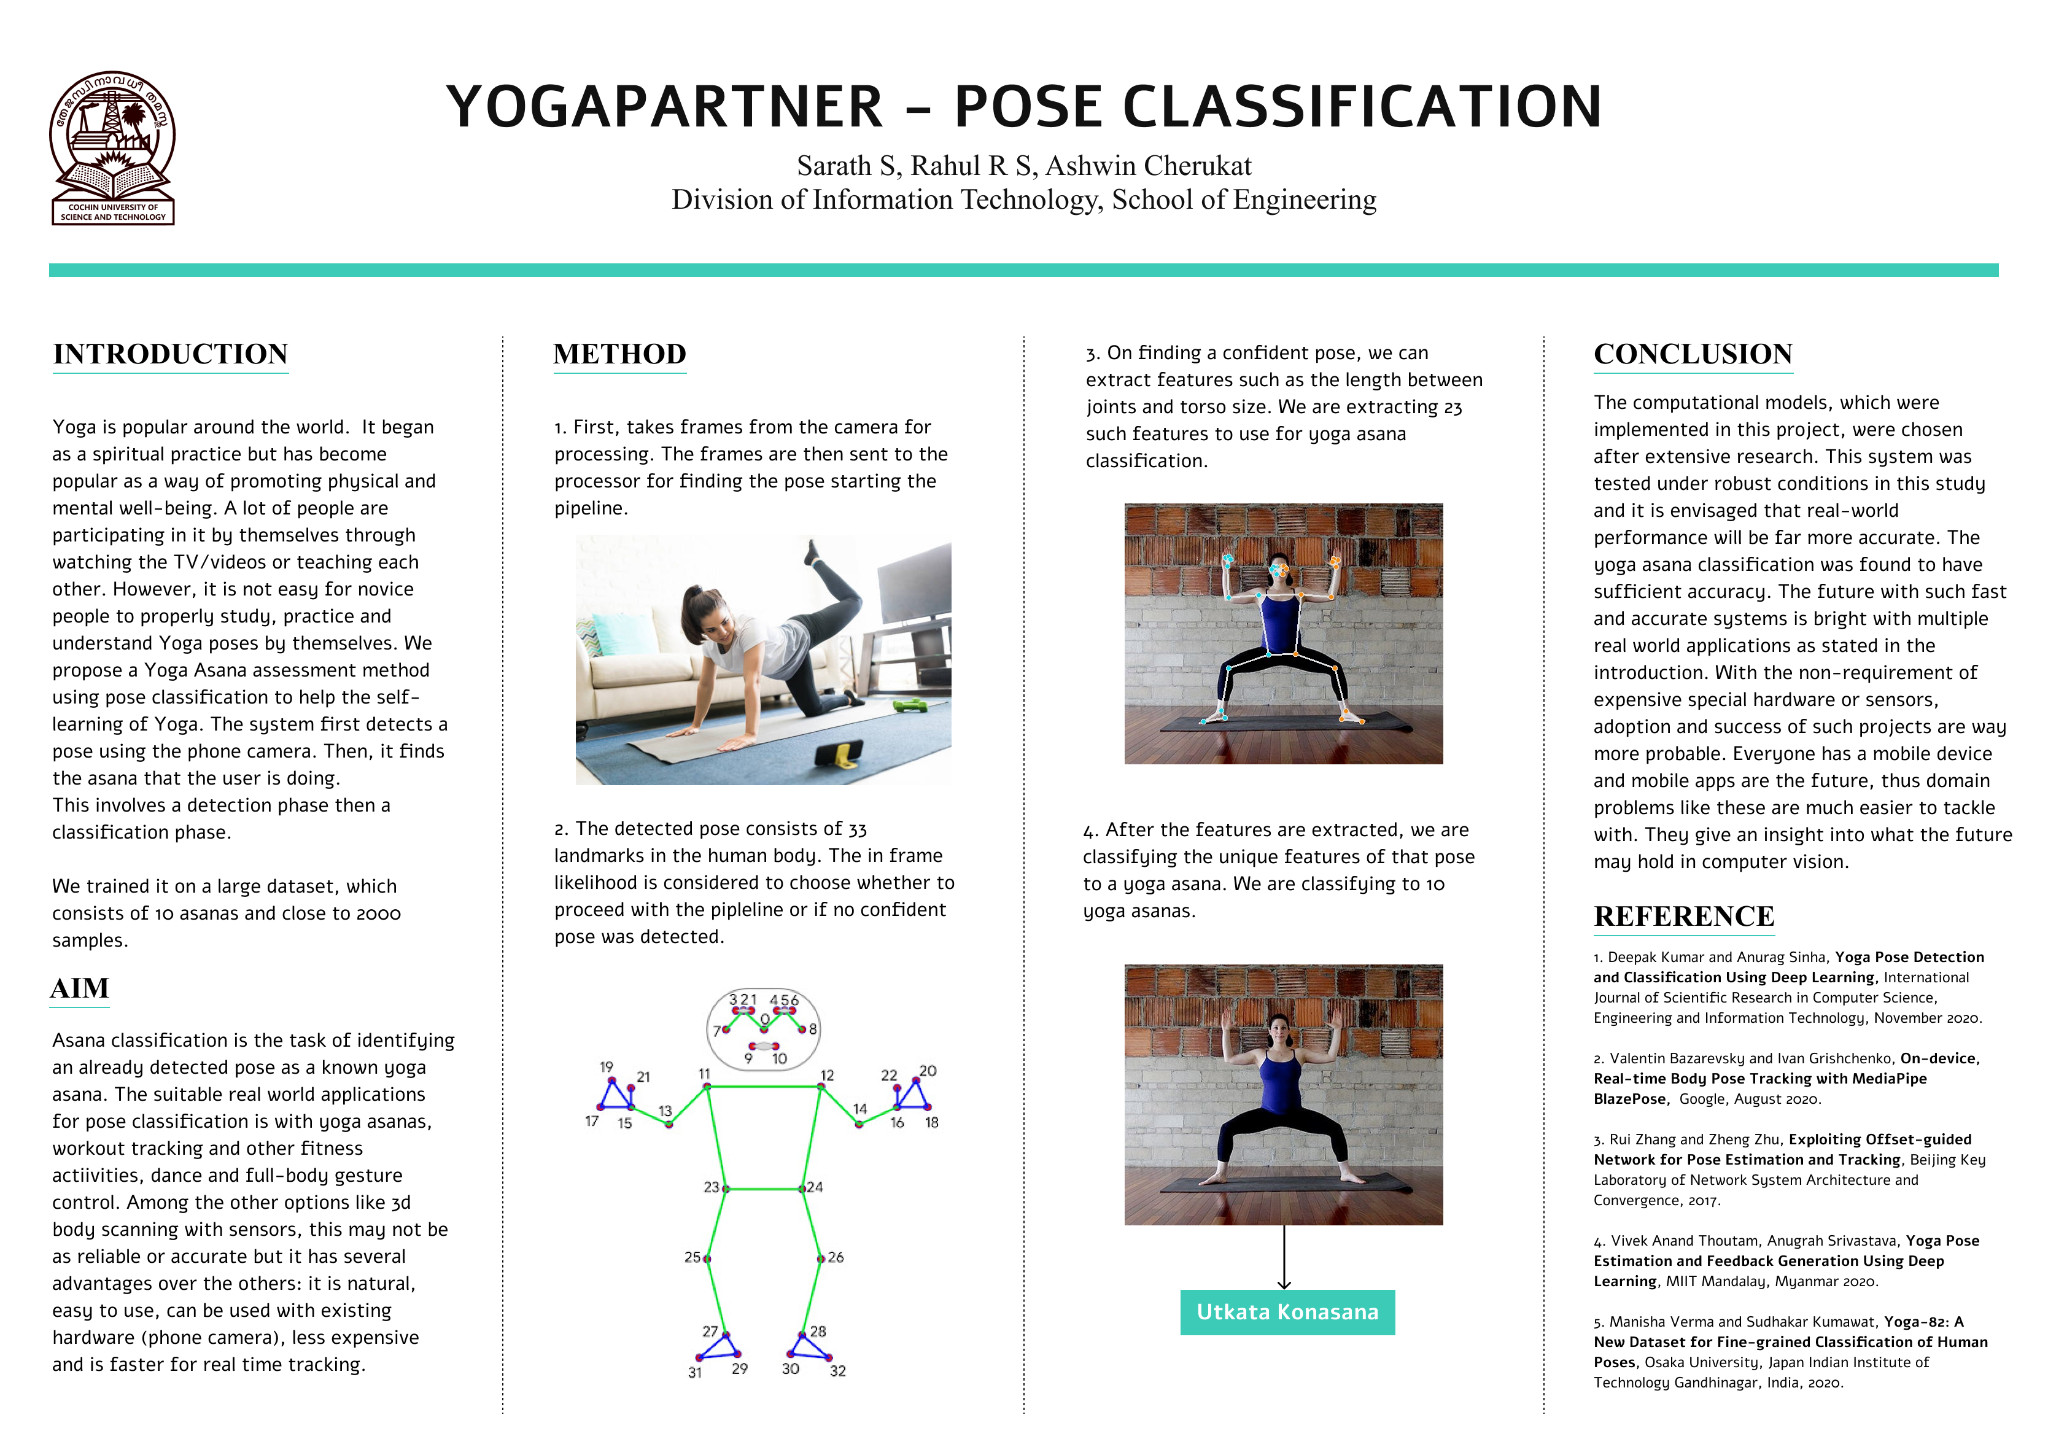 തേജസ്വിനാവധീതമസ്തു
COCHIN UNIVERSITY OF
SCIENCE AND TECHNOLOGY
YOGAPARTNER - POSE CLASSIFICATION
Sarath S, Rahul R S, Ashwin Cherukat
Division of Information Technology, School of Engineering
INTRODUCTION
Yoga is popular around the world.  It began
as a spiritual practice but has become
popular as a way of promoting physical and
mental well-being. A lot of people are
participating in it by themselves through
watching the TV/videos or teaching each
other. However, it is not easy for novice
people to properly study, practice and
understand Yoga poses by themselves. We
propose a Yoga Asana assessment method
using pose classification to help the self-
learning of Yoga. The system first detects a
pose using the phone camera. Then, it finds
the asana that the user is doing.
This involves a detection phase then a
classification phase.
We trained it on a large dataset, which
consists of 10 asanas and close to 2000
samples.
AIM
Asana classification is the task of identifying
an already detected pose as a known yoga
asana. The suitable real world applications
for pose classification is with yoga asanas,
workout tracking and other fitness
actiivities, dance and full-body gesture
control. Among the other options like 3d
body scanning with sensors, this may not be
as reliable or accurate but it has several
advantages over the others: it is natural,
easy to use, can be used with existing
hardware (phone camera), less expensive
and is faster for real time tracking.
METHOD
1. First, takes frames from the camera for
processing. The frames are then sent to the
processor for finding the pose starting the
pipeline.
2. The detected pose consists of 33
landmarks in the human body. The in frame
likelihood is considered to choose whether to
proceed with the pipleline or if no confident
pose was detected.
3 2 1 4 5 6
7 0 8
9 10
19 21 11 12 22 20
17 15 13 14 16 18
23 24
25 26
27 28
31 29 30 32
3. On finding a confident pose, we can
extract features such as the length between
joints and torso size. We are extracting 23
such features to use for yoga asana
classification.
4. After the features are extracted, we are
classifying the unique features of that pose
to a yoga asana. We are classifying to 10
yoga asanas.
Utkata Konasana
CONCLUSION
The computational models, which were
implemented in this project, were chosen
after extensive research. This system was
tested under robust conditions in this study
and it is envisaged that real-world
performance will be far more accurate. The
yoga asana classification was found to have
sufficient accuracy. The future with such fast
and accurate systems is bright with multiple
real world applications as stated in the
introduction. With the non-requirement of
expensive special hardware or sensors,
adoption and success of such projects are way
more probable. Everyone has a mobile device
and mobile apps are the future, thus domain
problems like these are much easier to tackle
with. They give an insight into what the future
may hold in computer vision.
REFERENCE
1. Deepak Kumar and Anurag Sinha, Yoga Pose Detection
and Classification Using Deep Learning, International
Journal of Scientific Research in Computer Science,
Engineering and Information Technology, November 2020.
2. Valentin Bazarevsky and Ivan Grishchenko, On-device,
Real-time Body Pose Tracking with MediaPipe
BlazePose,  Google, August 2020.
3. Rui Zhang and Zheng Zhu, Exploiting Offset-guided
Network for Pose Estimation and Tracking, Beijing Key
Laboratory of Network System Architecture and
Convergence, 2017.
4. Vivek Anand Thoutam, Anugrah Srivastava, Yoga Pose
Estimation and Feedback Generation Using Deep
Learning, MIIT Mandalay, Myanmar 2020.
5. Manisha Verma and Sudhakar Kumawat, Yoga-82: A
New Dataset for Fine-grained Classification of Human
Poses, Osaka University, Japan Indian Institute of
Technology Gandhinagar, India, 2020.